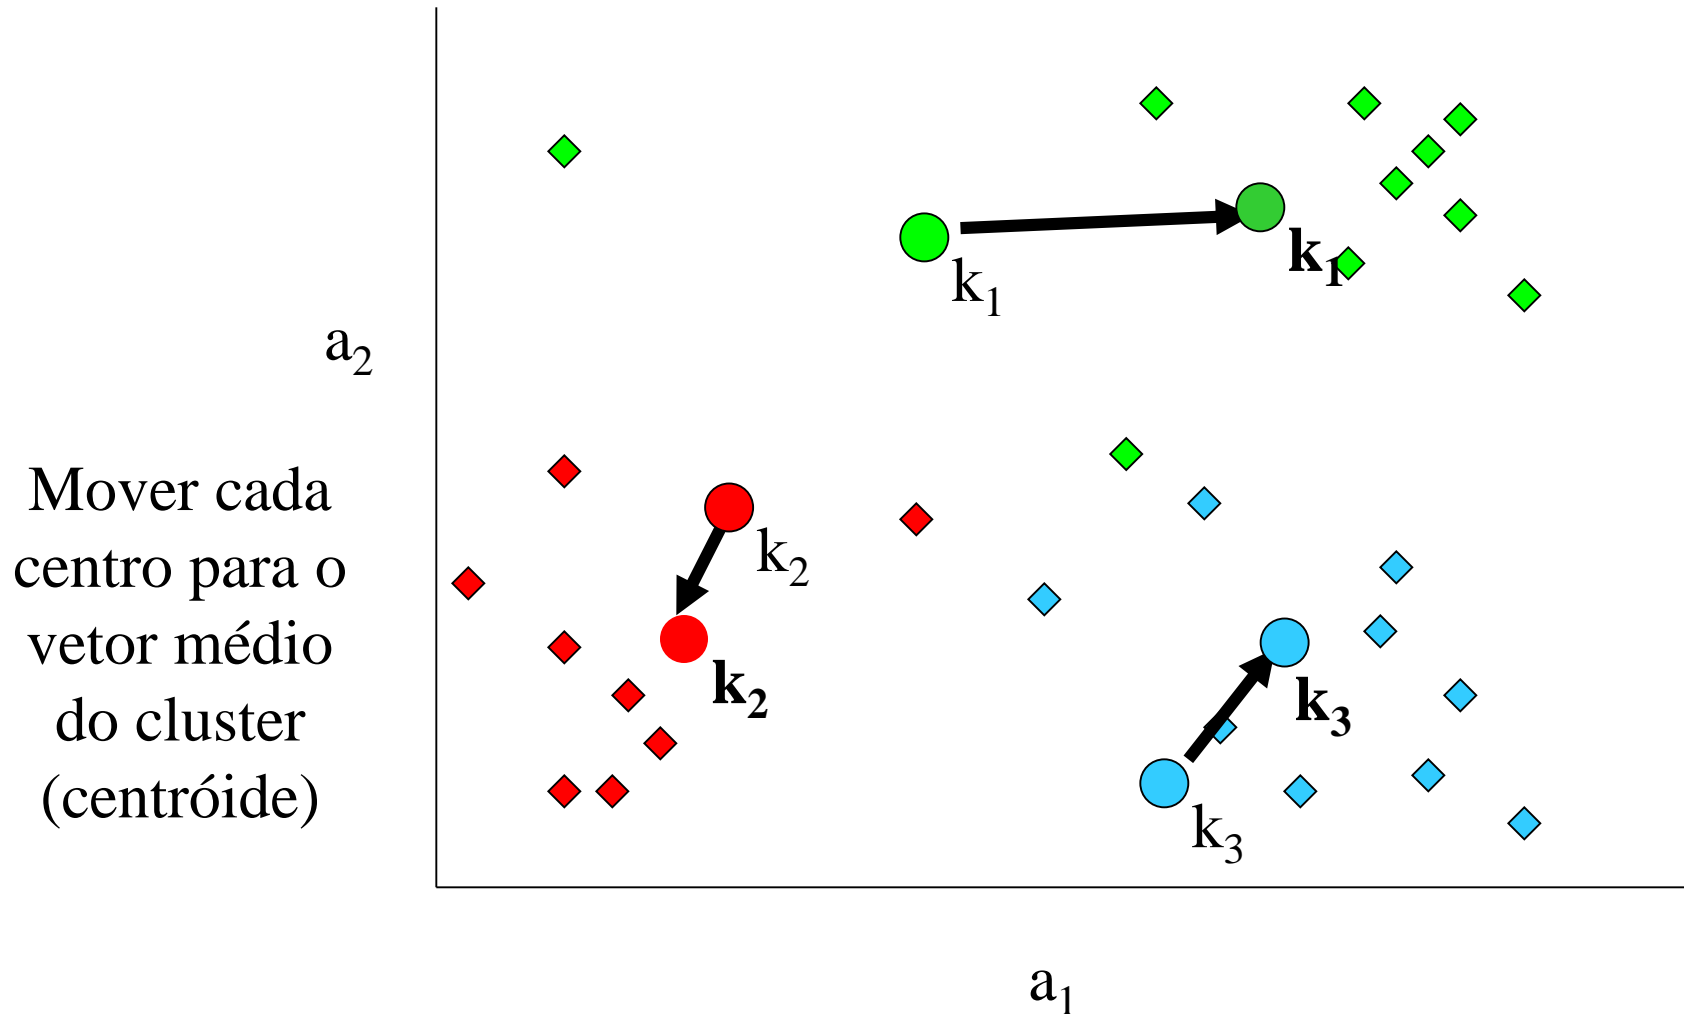 k₁
k₁
a₂
Mover cada
centro para o
vetor médio
do cluster
(centróide)
k₂
k₂
k₃
k₃
a₁